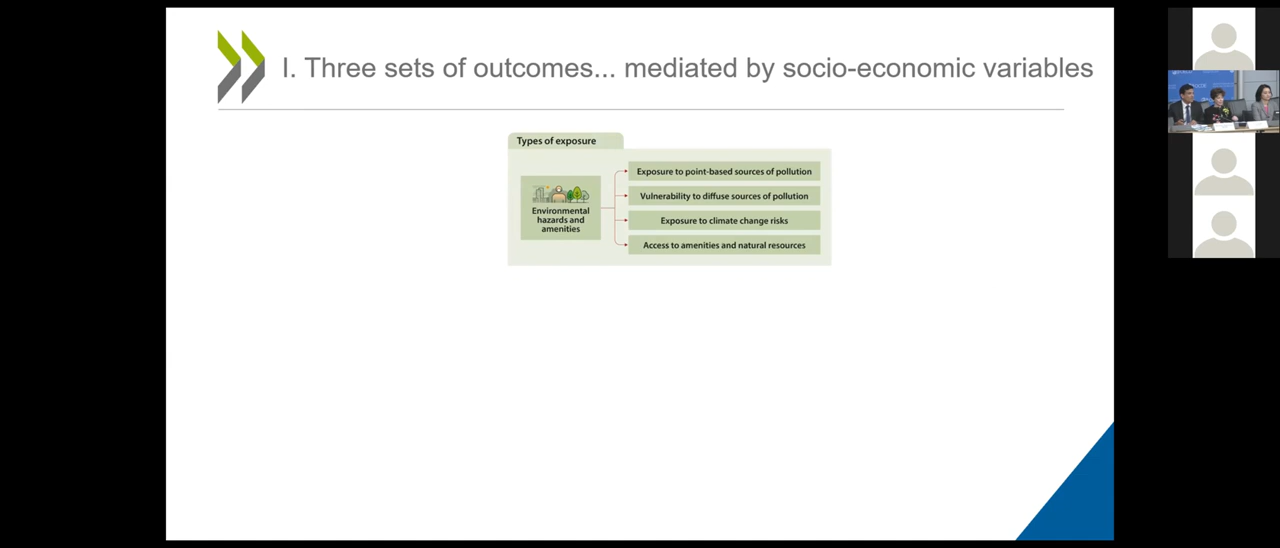 I. Three sets of outcomes... mediated by socio-economic variables
Types of exposure
Environmental
hazards and
amenities
Exposure to point-based sources of pollution
Vulnerability to diffuse sources of pollution
Exposure to climate change risks
Access to amenities and natural resources